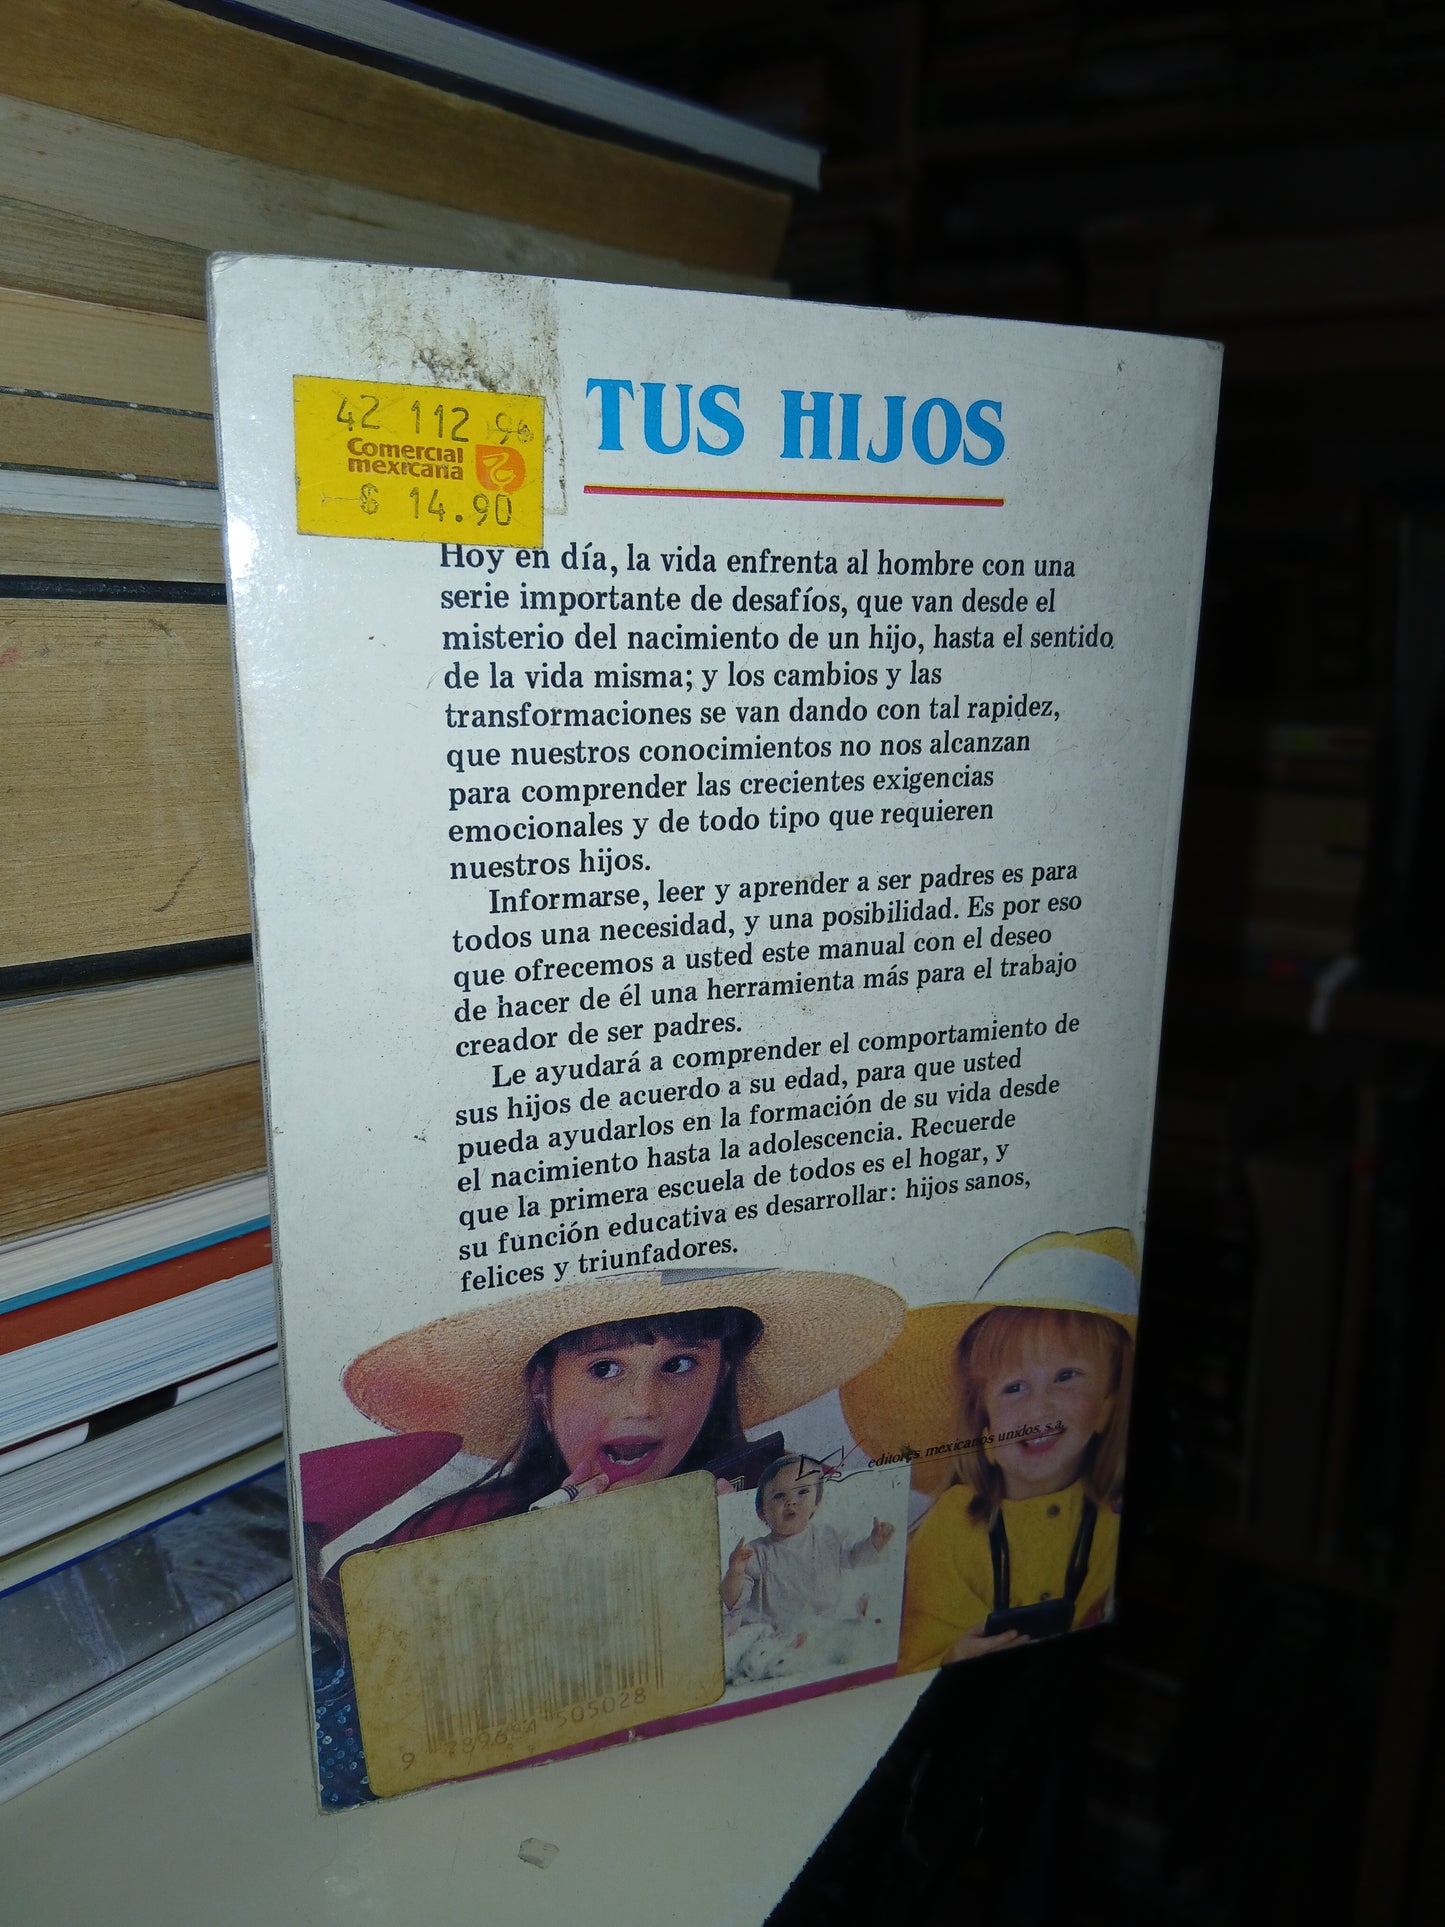 TUS HIJOS
42 112 96
Comercial
mexicana
$ 14.90
Hoy en día, la vida enfrenta al hombre con una
serie importante de desafíos, que van desde el
misterio del nacimiento de un hijo, hasta el sentido
de la vida misma; y los cambios y las
transformaciones se van dando con tal rapidez,
que nuestros conocimientos no nos alcanzan
para comprender las crecientes exigencias
emocionales y de todo tipo que requieren
nuestros hijos.
Informarse, leer y aprender a ser padres es para
todos una necesidad, y una posibilidad. Es por eso
que ofrecemos a usted este manual con el deseo
de hacer de él una herramienta más para el trabajo
creador de ser padres.
Le ayudará a comprender el comportamiento de
sus hijos de acuerdo a su edad, para que usted
pueda ayudarlos en la formación de su vida desde
el nacimiento hasta la adolescencia. Recuerde
que la primera escuela de todos es el hogar, y
su función educativa es desarrollar: hijos sanos,
felices y triunfadores.
editores mexicanos unidos, s.a.
9 789681 505028